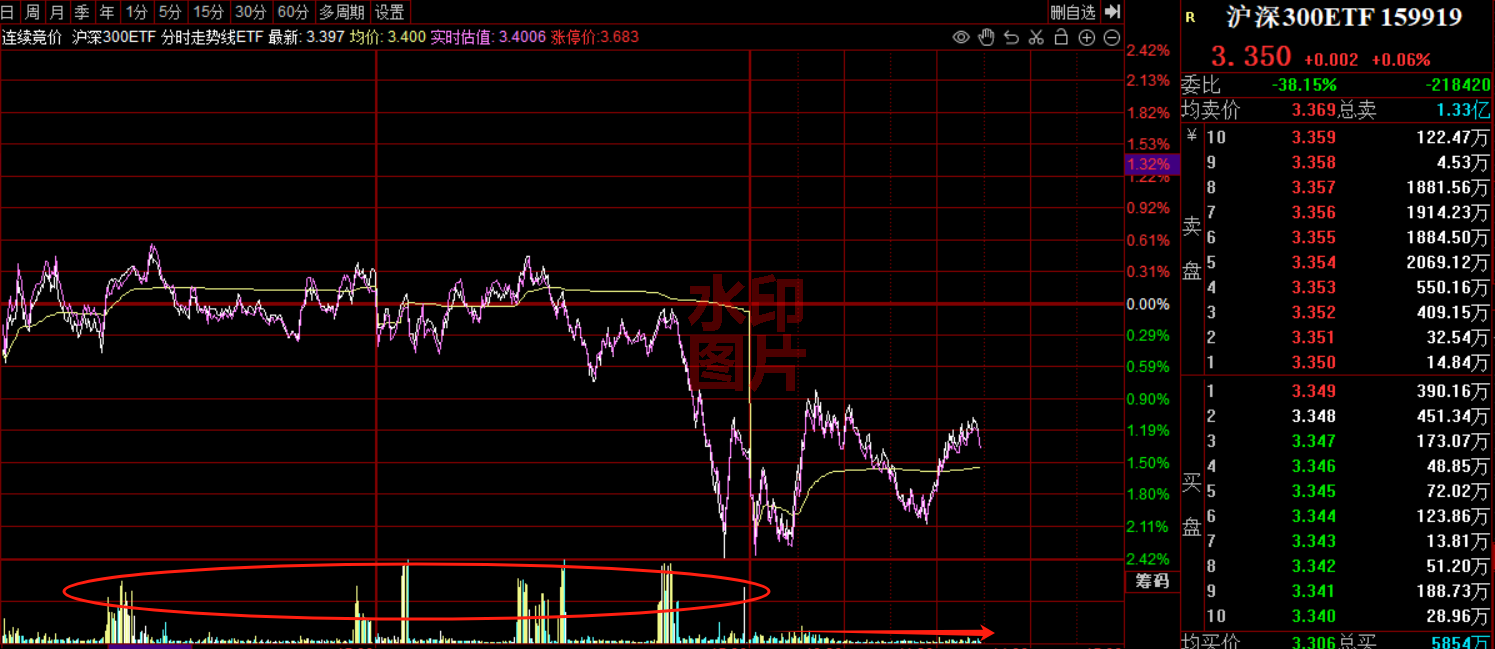 日 周 月 季 年 1分 5分 15分 30分 60分 多周期 设置 删自选
连续竞价 沪深300ETF 分时走势线ETF 最新: 3.397 均价: 3.400 实时估值: 3.4006 涨停价:3.683
2.42%
2.13%
1.82%
1.53%
1.32%
1.22%
0.92%
0.61%
0.31%
0.00%
0.29%
0.59%
0.90%
1.19%
1.50%
1.80%
2.11%
2.42%
筹码
水印
图片
R 沪深300ETF 159919
3.350 +0.002 +0.06%
委比 -38.15% -218420
均卖价 3.369 总卖 1.33亿
¥ 10 3.359 122.47万
9 3.358 4.53万
8 3.357 1881.56万
7 3.356 1914.23万
卖
6 3.355 1884.50万
盘
5 3.354 2069.12万
4 3.353 550.16万
3 3.352 409.15万
2 3.351 32.54万
1 3.350 14.84万
1 3.349 390.16万
2 3.348 451.34万
3 3.347 173.07万
4 3.346 48.85万
买
5 3.345 72.02万
6 3.344 123.86万
盘
7 3.343 13.81万
8 3.342 51.20万
9 3.341 188.73万
10 3.340 28.96万
均买价 3.306 总买 5854万